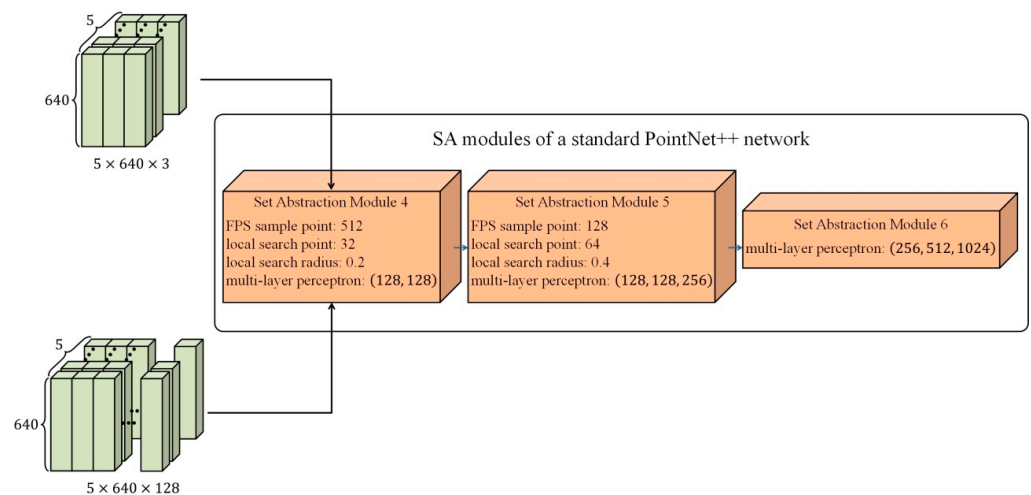 5
640
5 × 640 × 3
SA modules of a standard PointNet++ network
Set Abstraction Module 4
FPS sample point: 512
local search point: 32
local search radius: 0.2
multi-layer perceptron: (128, 128)
Set Abstraction Module 5
FPS sample point: 128
local search point: 64
local search radius: 0.4
multi-layer perceptron: (128, 128, 256)
Set Abstraction Module 6
multi-layer perceptron: (256, 512, 1024)
5
640
5 × 640 × 128